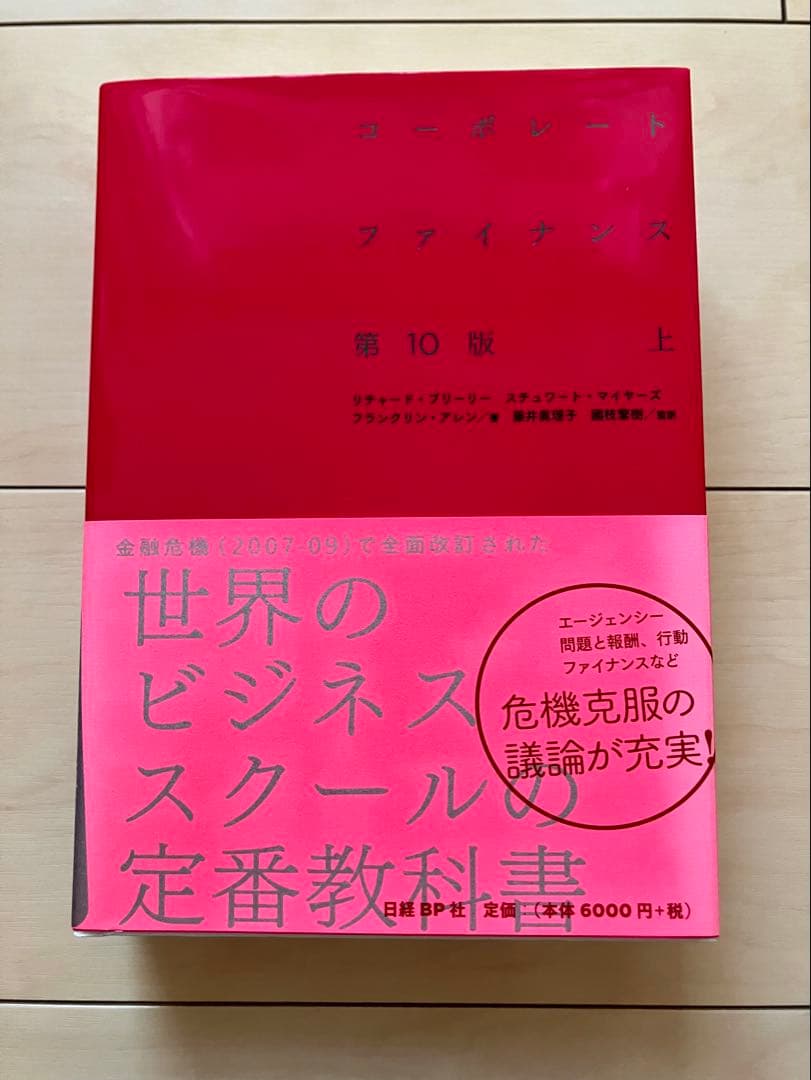 コーポレート
ファイナンス
第10版 上
リチャード・ブリーリー スチュワート・マイヤーズ
フランクリン・アレン/著 藤井眞理子 國枝繁樹/監訳
金融危機(2007-09)で全面改訂された
世界の
ビジネス
スクールの
定番教科書
エージェンシー
問題と報酬、行動
ファイナンスなど
危機克服の
議論が充実!
日経BP社 定価:(本体6000円+税)